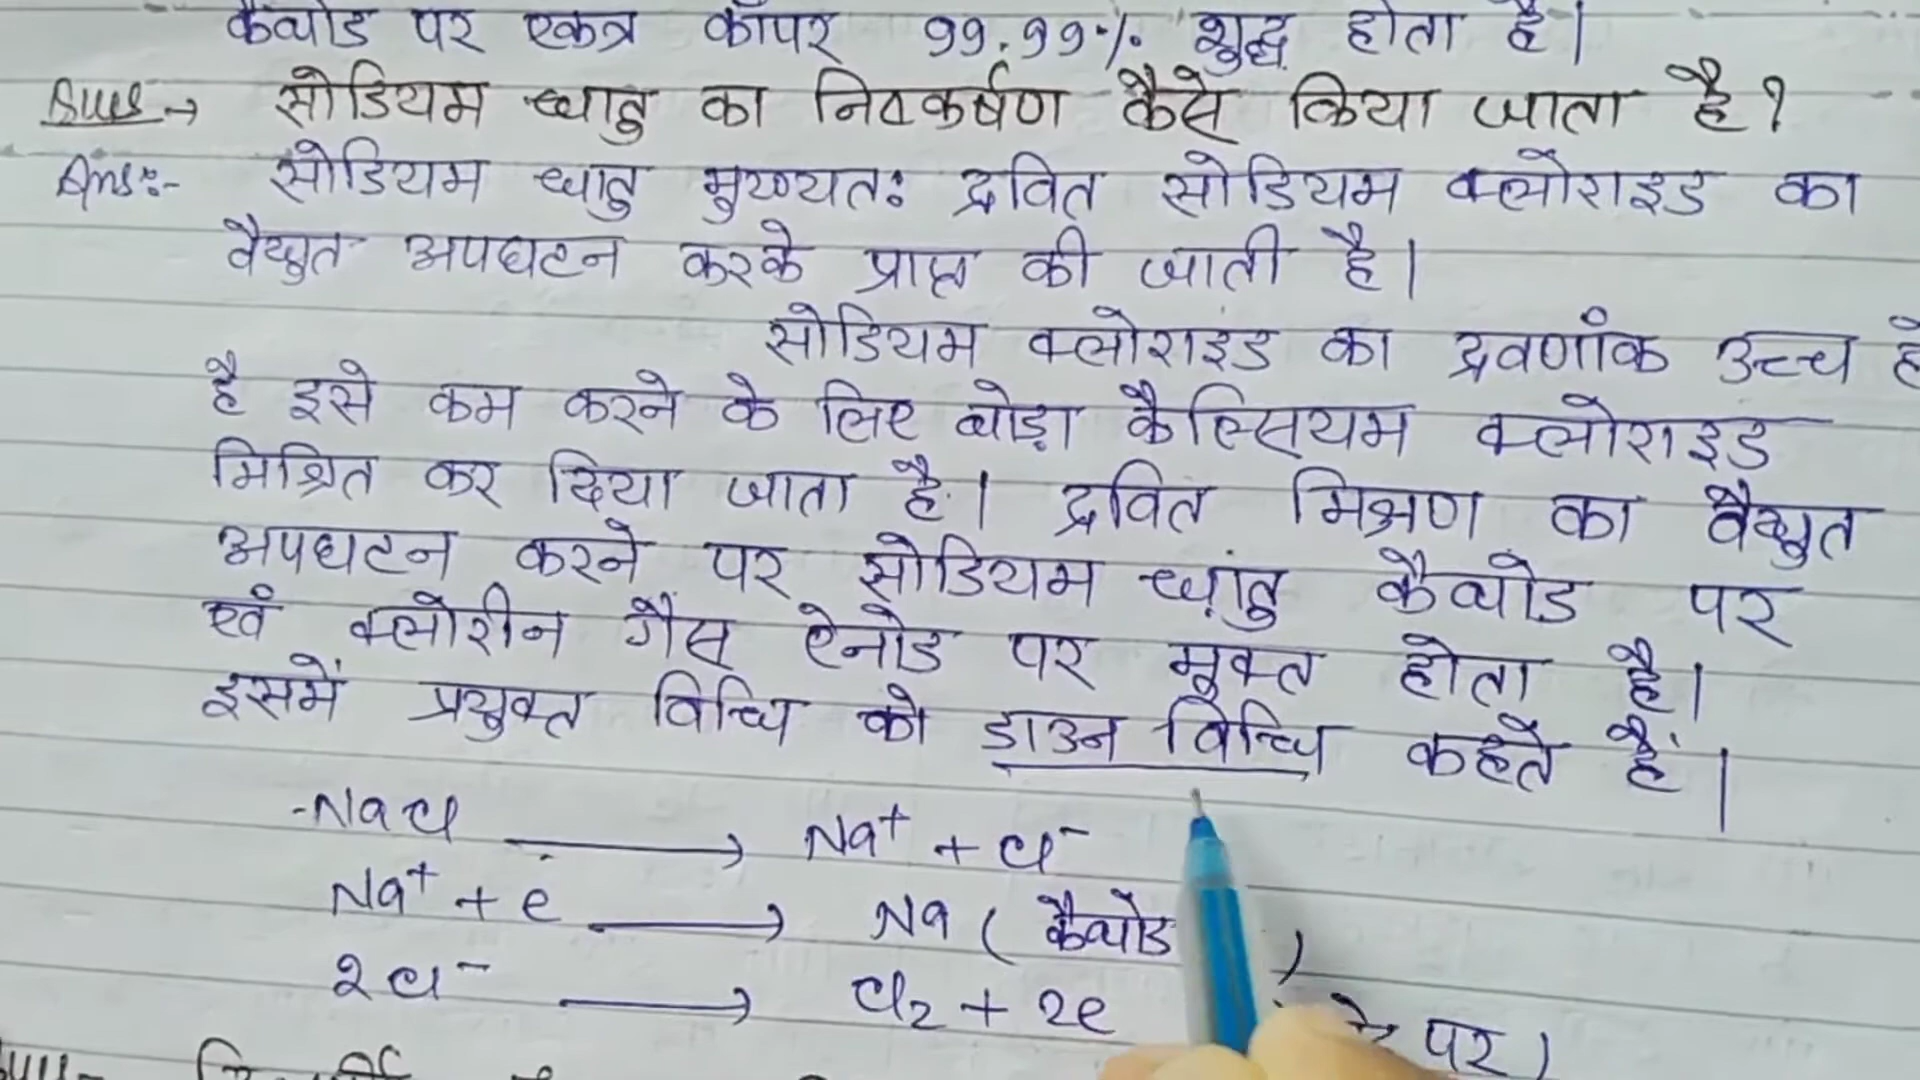 कैथोड पर एकत्र कॉपर 99.99% शुद्ध होता है।
Ques → सोडियम धातु का निष्कर्षण कैसे किया जाता है?
Ans:- सोडियम धातु मुख्यतः द्रवित सोडियम क्लोराइड का
वैद्युत अपघटन करके प्राप्त की जाती है।
सोडियम क्लोराइड का द्रवणांक उच्च
है इसे कम करने के लिए थोड़ा कैल्सियम क्लोराइड
मिश्रित कर दिया जाता है। द्रवित मिश्रण का वैद्युत
अपघटन करने पर सोडियम धातु कैथोड पर
एवं क्लोरीन गैस ऐनोड पर मुक्त होता है।
इसमें प्रयुक्त विधि को डाउन विधि कहते हैं।
NaCl ⟶ Na⁺ + Cl⁻
Na⁺ + e ⟶ Na ( कैथोड )
2Cl⁻ ⟶ Cl₂ + 2e पर)